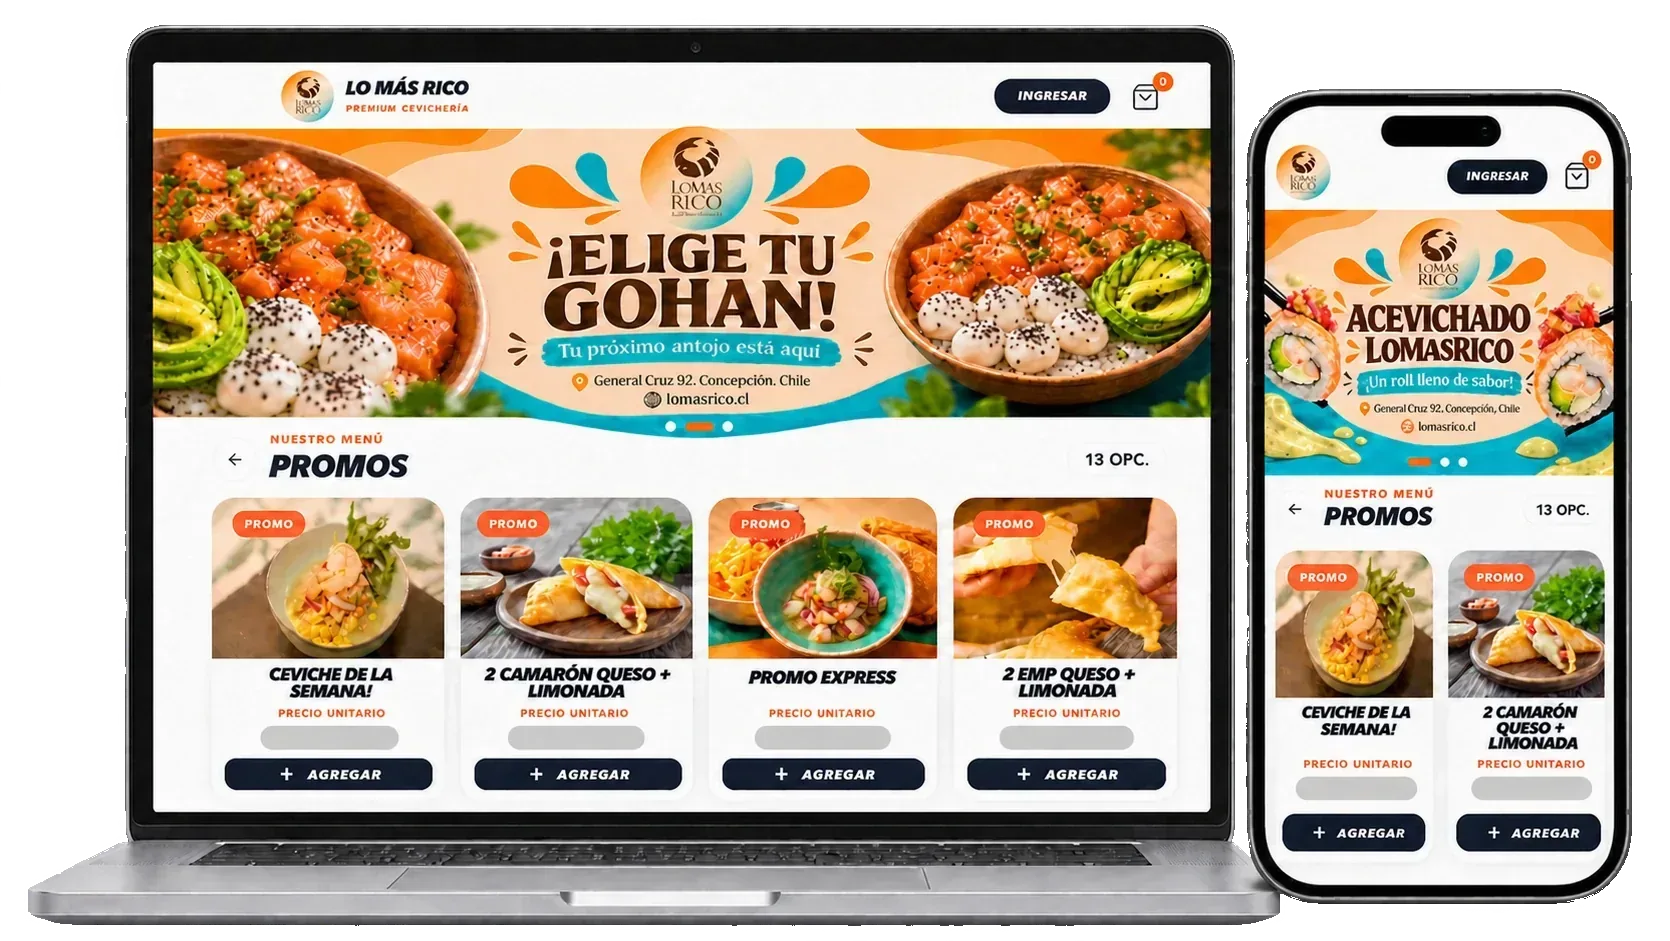 LOMAS
RICO
LO MÁS RICO
PREMIUM CEVICHERÍA
INGRESAR
0
LOMAS
RICO
¡ELIGE TU
GOHAN!
Tu próximo antojo está aquí
General Cruz 92. Concepción. Chile
lomasrico.cl
NUESTRO MENÚ
PROMOS
13 OPC.
PROMO
PROMO
PROMO
PROMO
CEVICHE DE LA
SEMANA!
2 CAMARÓN QUESO +
LIMONADA
PROMO EXPRESS
2 EMP QUESO +
LIMONADA
PRECIO UNITARIO
PRECIO UNITARIO
PRECIO UNITARIO
PRECIO UNITARIO
+ AGREGAR
+ AGREGAR
+ AGREGAR
+ AGREGAR
LOMAS
RICO
INGRESAR
0
LOMAS
RICO
ACEVICHADO
LOMASRICO
¡Un roll lleno de sabor!
General Cruz 92. Concepción, Chile
lomasrico.cl
NUESTRO MENÚ
PROMOS
13 OPC.
PROMO
PROMO
CEVICHE DE LA
SEMANA!
2 CAMARÓN
QUESO +
LIMONADA
PRECIO UNITARIO
PRECIO UNITARIO
+ AGREGAR
+ AGREGAR